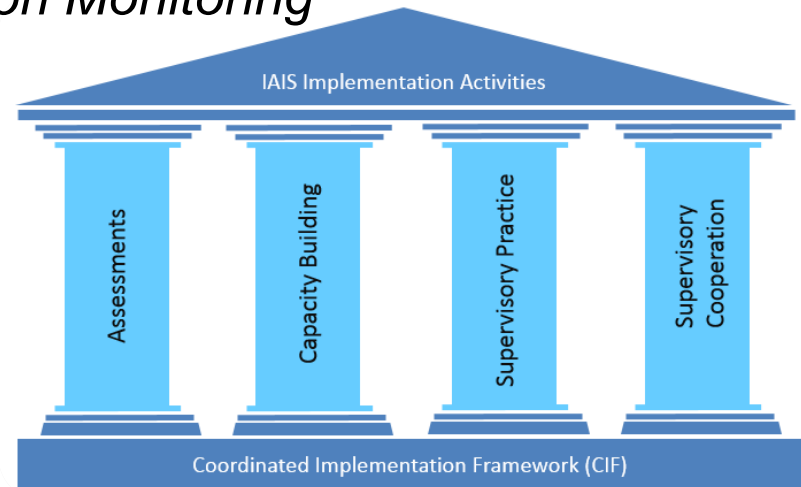 on Monitoring
IAIS Implementation Activities
Assessments
Capacity Building
Supervisory Practice
Supervisory
Cooperation
Coordinated Implementation Framework (CIF)